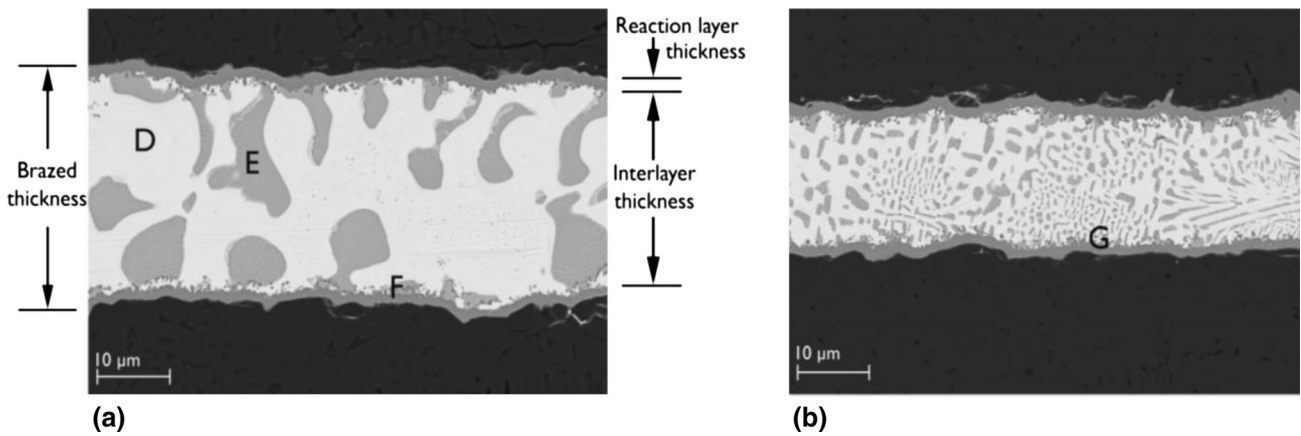 Reaction layer
thickness
D
E
Brazed
thickness
Interlayer
thickness
F
10 µm
(a)
G
10 µm
(b)